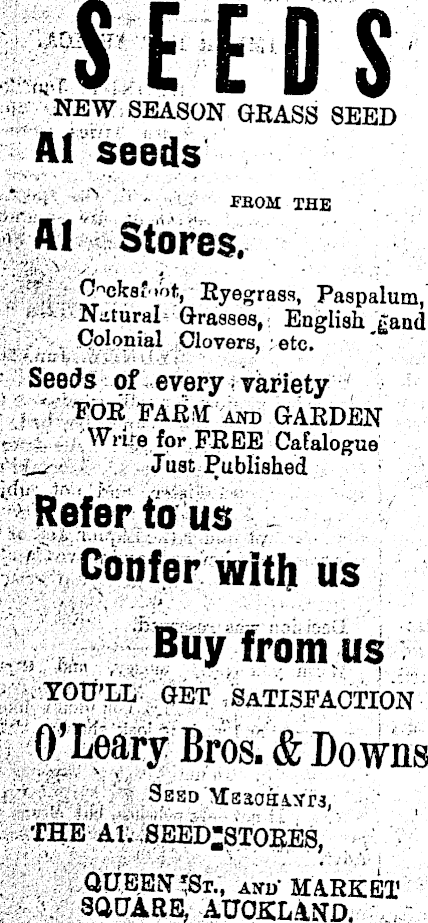 SEEDS
NEW SEASON GRASS SEED
A1 seeds
FROM THE
A1 Stores.
Cocksfoot, Ryegrass, Paspalum,
Natural Grasses, English and
Colonial Clovers, etc.
Seeds of every variety
FOR FARM AND GARDEN
Write for FREE Catalogue
Just Published
Refer to us
Confer with us
Buy from us
YOU'LL GET SATISFACTION
O'Leary Bros. & Downs
SEED MERCHANTS,
THE A1. SEED STORES,
QUEEN ST., AND MARKET
SQUARE, AUCKLAND.